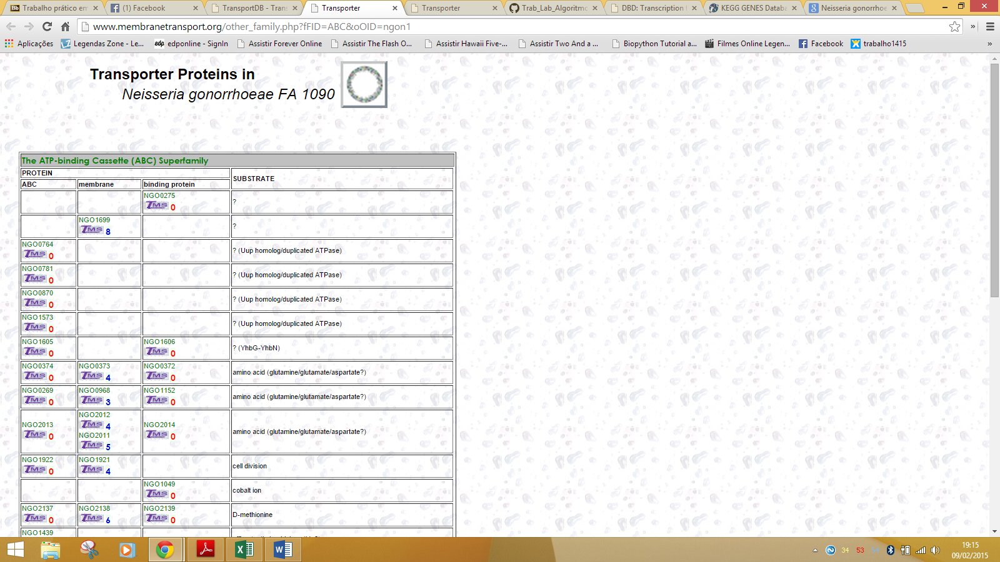 Trabalho prático em
(1) Facebook
TransportDB - Tran
Transporter
Transporter
Trab_Lab_Algoritmo
DBD: Transcription
KEGG GENES Databa
Neisseria gonorrhoe
www.membranetransport.org/other_family.php?fFID=ABC&oOID=ngon1
Aplicações
Legendas Zone - Le...
edponline - SignIn
Assistir Forever Online
Assistir The Flash O...
Assistir Hawaii Five-...
Assistir Two And a ...
Biopython Tutorial a...
Filmes Online Legen...
Facebook
trabalho1415
Transporter Proteins in
Neisseria gonorrhoeae FA 1090
The ATP-binding Cassette (ABC) Superfamily
PROTEIN
SUBSTRATE
ABC membrane binding protein
NGO0275
TMS 0
?
NGO1699
TMS 8
?
NGO0764
TMS 0
? (Uup homolog/duplicated ATPase)
NGO0781
TMS 0
? (Uup homolog/duplicated ATPase)
NGO0870
TMS 0
? (Uup homolog/duplicated ATPase)
NGO1573
TMS 0
? (Uup homolog/duplicated ATPase)
NGO1605 NGO1606
TMS 0 TMS 0
? (YhbG-YhbN)
NGO0374 NGO0373 NGO0372
TMS 0 TMS 4 TMS 0
amino acid (glutamine/glutamate/aspartate?)
NGO0269 NGO0968 NGO1152
TMS 0 TMS 3 TMS 0
amino acid (glutamine/glutamate/aspartate?)
NGO2012
TMS 4
NGO2013 NGO2014
TMS 0 TMS 0
NGO2011
TMS 5
amino acid (glutamine/glutamate/aspartate?)
NGO1922 NGO1921
TMS 0 TMS 4
cell division
NGO1049
TMS 0
cobalt ion
NGO2137 NGO2138 NGO2139
TMS 0 TMS 6 TMS 0
D-methionine
NGO1439
34 53
19:15
09/02/2015